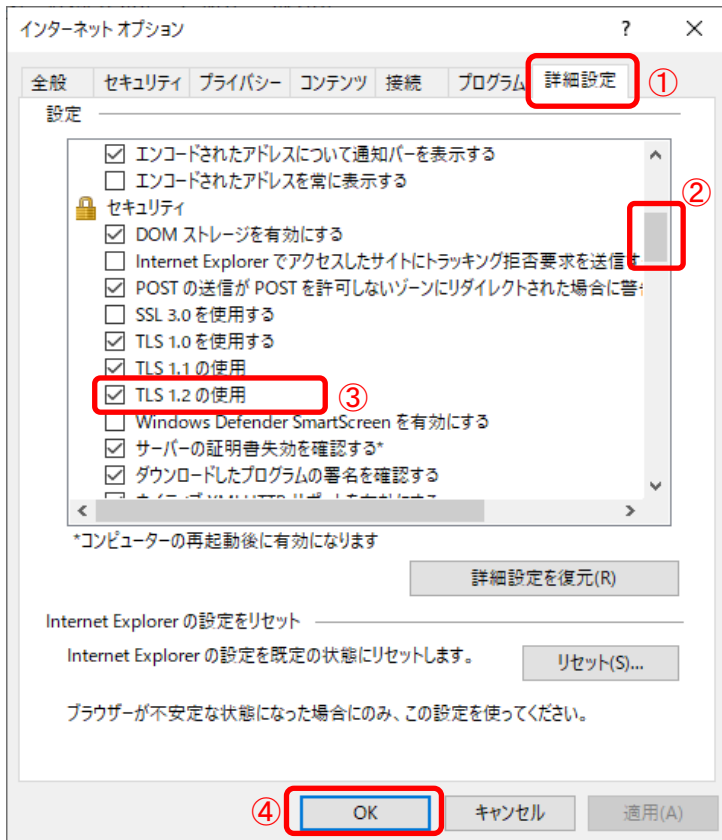 インターネット オプション ? ×
全般 セキュリティ プライバシー コンテンツ 接続 プログラム 詳細設定 ①
設定
エンコードされたアドレスについて通知バーを表示する
エンコードされたアドレスを常に表示する
②
セキュリティ
DOM ストレージを有効にする
Internet Explorer でアクセスしたサイトにトラッキング拒否要求を送信す
POST の送信が POST を許可しないゾーンにリダイレクトされた場合に警
SSL 3.0 を使用する
TLS 1.0 を使用する
TLS 1.1 の使用
TLS 1.2 の使用 ③
Windows Defender SmartScreen を有効にする
サーバーの証明書失効を確認する*
ダウンロードしたプログラムの署名を確認する
*コンピューターの再起動後に有効になります
詳細設定を復元(R)
Internet Explorer の設定をリセット
Internet Explorer の設定を既定の状態にリセットします。
リセット(S)...
ブラウザーが不安定な状態になった場合にのみ、この設定を使ってください。
④ OK キャンセル 適用(A)